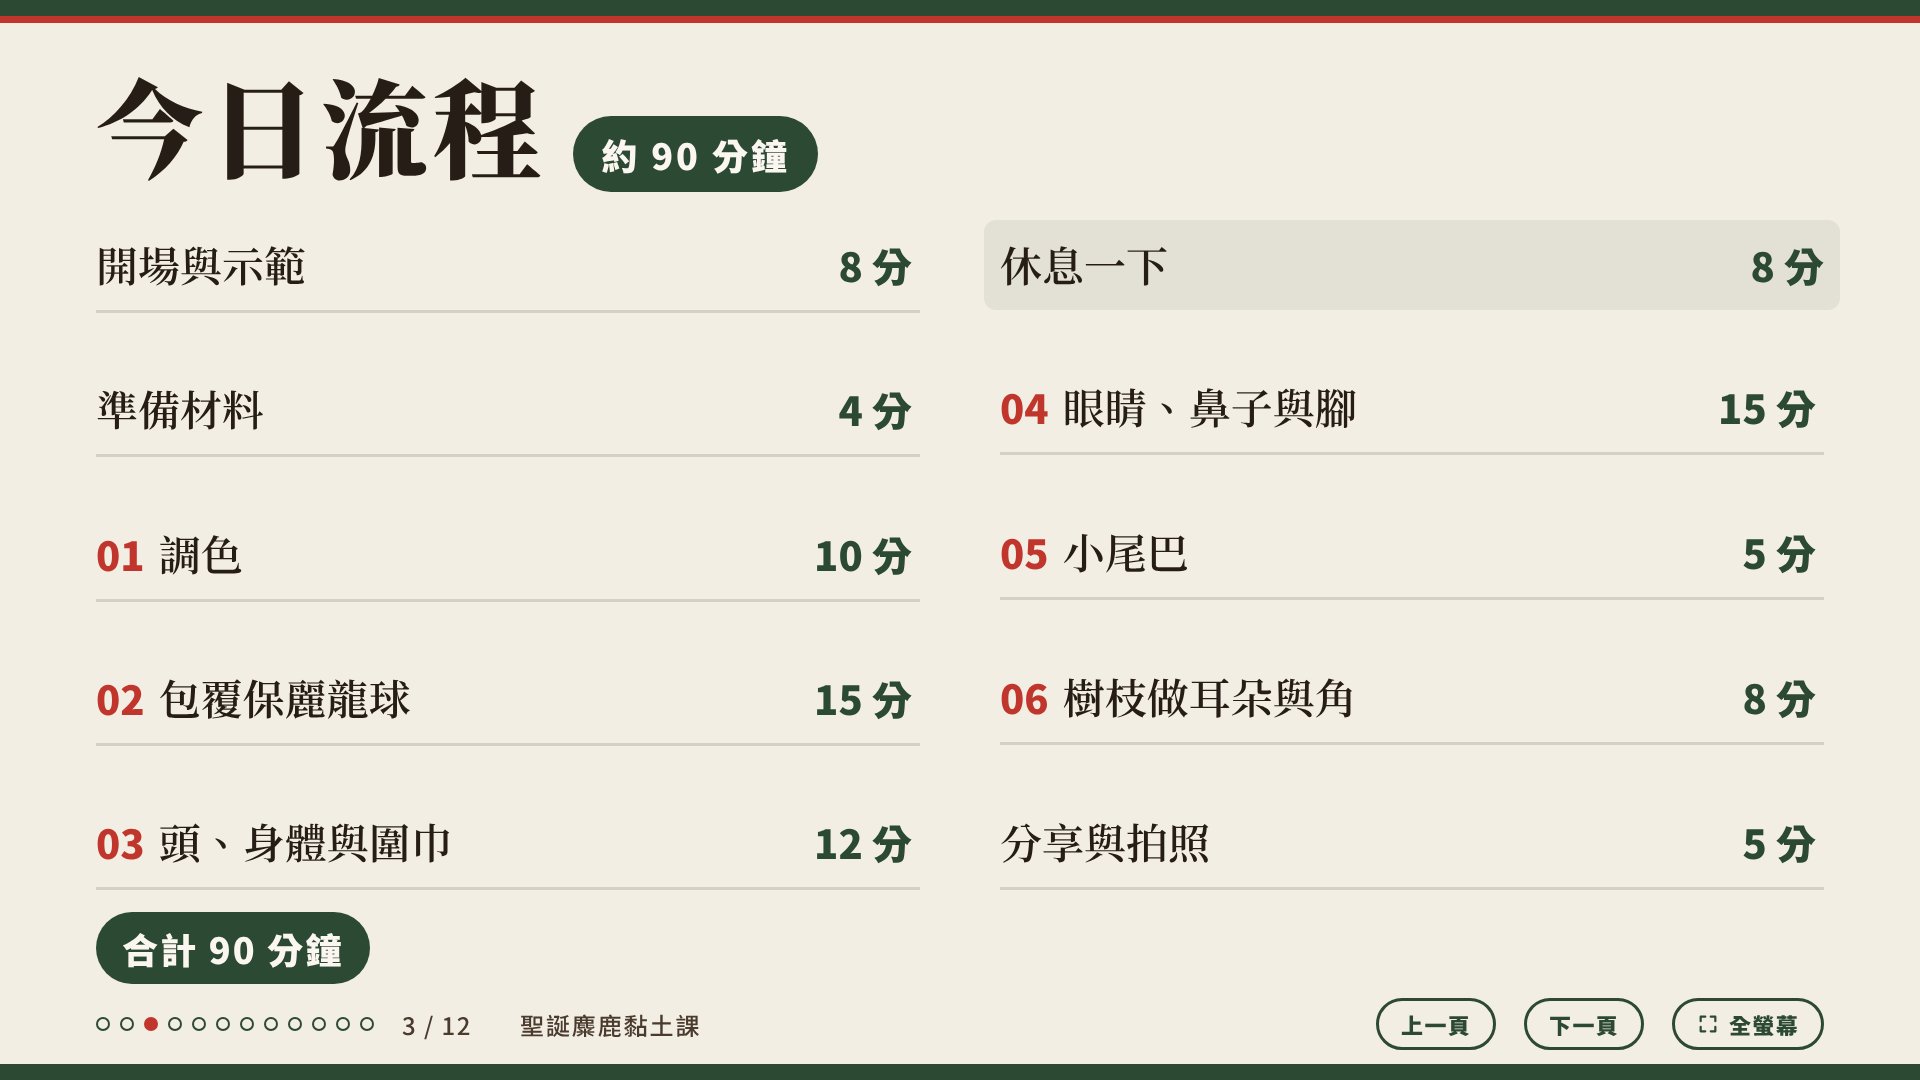 今日流程
約 90 分鐘
開場與示範 8 分
準備材料 4 分
01 調色 10 分
02 包覆保麗龍球 15 分
03 頭、身體與圍巾 12 分
休息一下 8 分
04 眼睛、鼻子與腳 15 分
05 小尾巴 5 分
06 樹枝做耳朵與角 8 分
分享與拍照 5 分
合計 90 分鐘
3 / 12
聖誕麋鹿黏土課
上一頁
下一頁
全螢幕